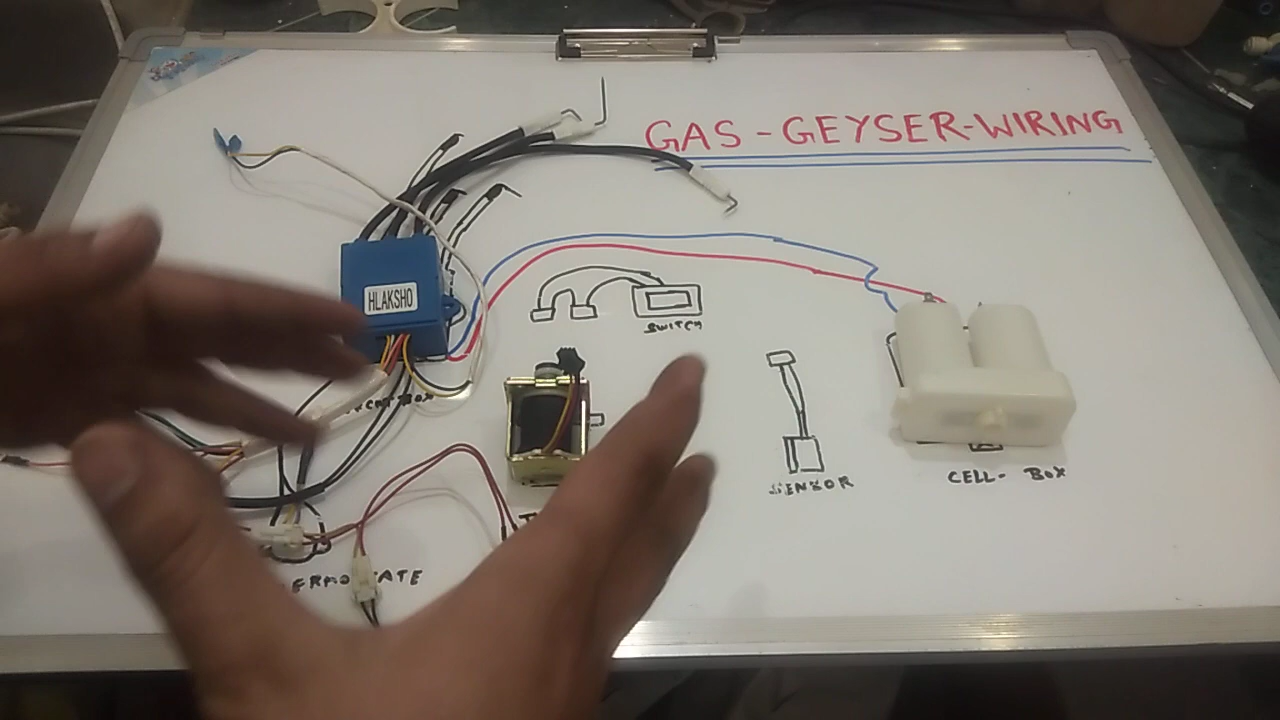 GAS-GEYSER-WIRING
HLAKSHO
SWITCH
SENSOR
CELL-BOX